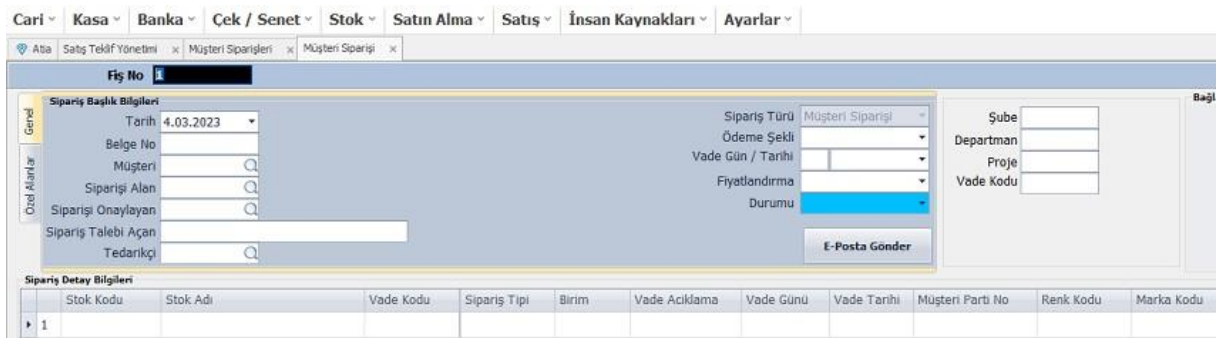 Cari Kasa Banka Çek / Senet Stok Satın Alma Satış İnsan Kaynakları Ayarlar
Atia Satış Teklif Yönetimi x Müşteri Siparişleri x Müşteri Siparişi x
Fiş No 1
Genel
Özel Alanlar
Sipariş Başlık Bilgileri
Tarih 4.03.2023
Belge No
Müşteri
Siparişi Alan
Siparişi Onaylayan
Sipariş Talebi Açan
Tedarikçi
Sipariş Türü Müşteri Siparişi
Ödeme Şekli
Vade Gün / Tarihi
Fiyatlandırma
Durumu
E-Posta Gönder
Şube
Departman
Proje
Vade Kodu
Bağl
Sipariş Detay Bilgileri
Stok Kodu Stok Adı Vade Kodu Sipariş Tipi Birim Vade Aciklama Vade Günü Vade Tarihi Müşteri Parti No Renk Kodu Marka Kodu
1